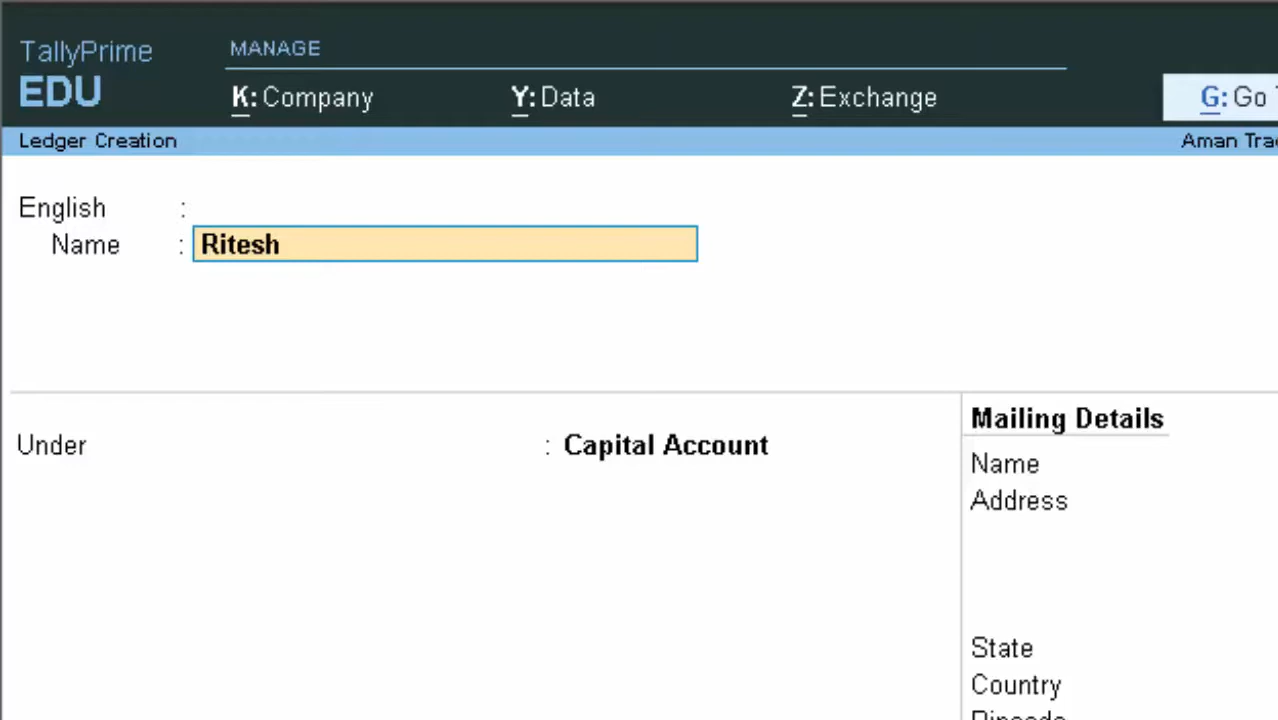 TallyPrime
EDU
MANAGE
K: Company
Y: Data
Z: Exchange
G: Go
Ledger Creation
Aman
English :
Name : Ritesh
Under : Capital Account
Mailing Details
Name
Address
State
Country